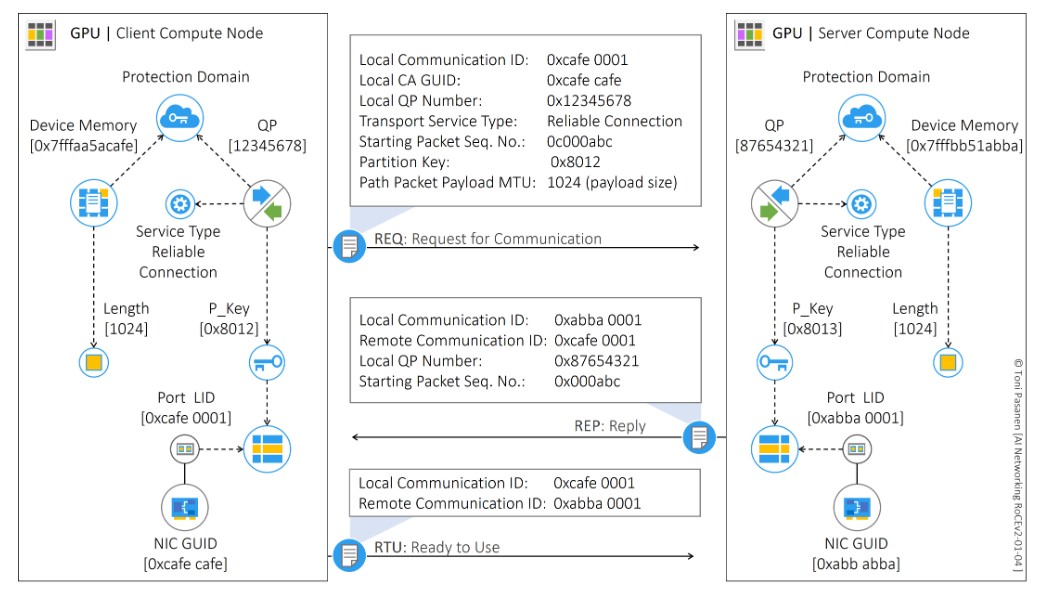 GPU | Client Compute Node
Protection Domain
Device Memory
[0x7fffaa5acafe]
QP
[12345678]
Service Type
Reliable
Connection
Length
[1024]
P_Key
[0x8012]
Port LID
[0xcafe 0001]
NIC GUID
[0xcafe cafe]
Local Communication ID: 0xcafe 0001
Local CA GUID: 0xcafe cafe
Local QP Number: 0x12345678
Transport Service Type: Reliable Connection
Starting Packet Seq. No.: 0c000abc
Partition Key: 0x8012
Path Packet Payload MTU: 1024 (payload size)
REQ: Request for Communication
Local Communication ID: 0xabba 0001
Remote Communication ID: 0xcafe 0001
Local QP Number: 0x87654321
Starting Packet Seq. No.: 0x000abc
REP: Reply
Local Communication ID: 0xcafe 0001
Remote Communication ID: 0xabba 0001
RTU: Ready to Use
GPU | Server Compute Node
Protection Domain
QP
[87654321]
Device Memory
[0x7fffbb51abba]
Service Type
Reliable
Connection
P_Key
[0x8013]
Length
[1024]
Port LID
[0xabba 0001]
NIC GUID
[0xabb abba]
© Toni Pasanen [AI Networking RoCEv2-01-04 ]